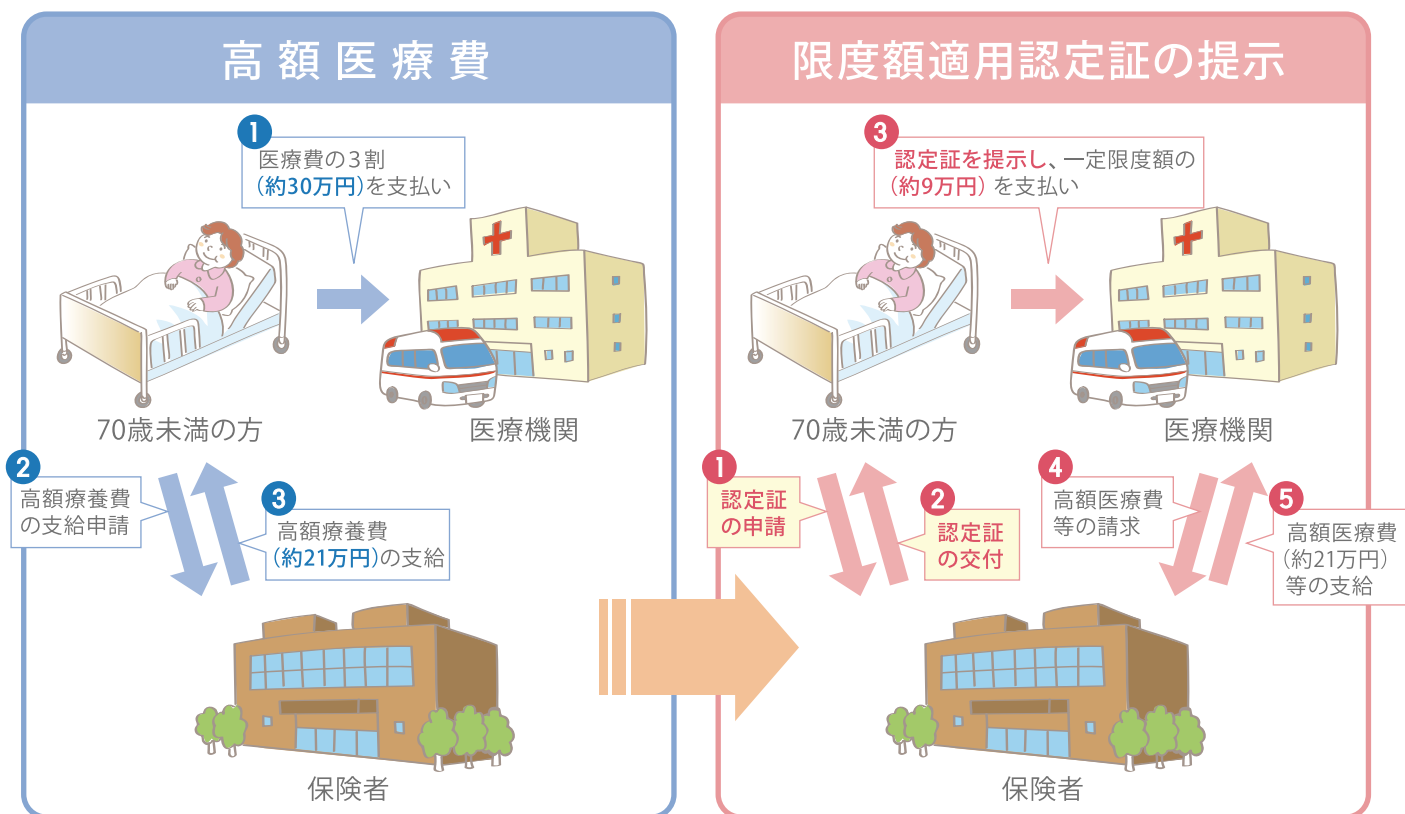 高額医療費
1
医療費の3割
(約30万円)を支払い
70歳未満の方
医療機関
2
高額療養費
の支給申請
3
高額療養費
(約21万円)の支給
保険者
限度額適用認定証の提示
3
認定証を提示し、一定限度額の
(約9万円)を支払い
70歳未満の方
医療機関
1
認定証
の申請
2
認定証
の交付
4
高額医療費
等の請求
5
高額医療費
(約21万円)
等の支給
保険者